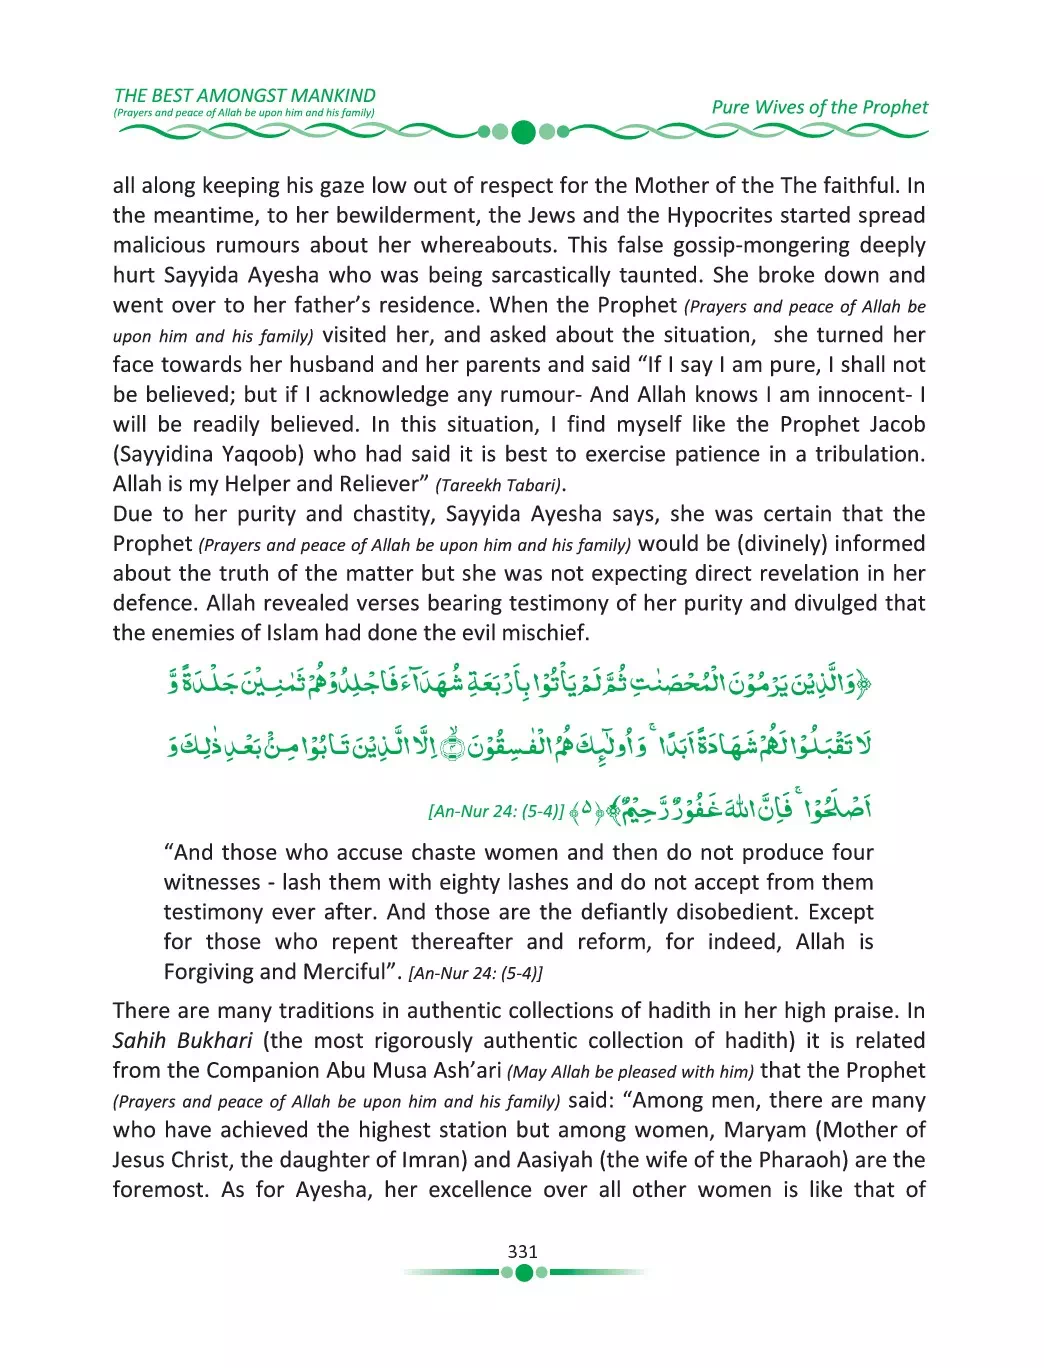 THE BEST AMONGST MANKIND
(Prayers and peace of Allah be upon him and his family)
Pure Wives of the Prophet
all along keeping his gaze low out of respect for the Mother of the The faithful. In
the meantime, to her bewilderment, the Jews and the Hypocrites started spread
malicious rumours about her whereabouts. This false gossip-mongering deeply
hurt Sayyida Ayesha who was being sarcastically taunted. She broke down and
went over to her father’s residence. When the Prophet (Prayers and peace of Allah be
upon him and his family) visited her, and asked about the situation, she turned her
face towards her husband and her parents and said “If I say I am pure, I shall not
be believed; but if I acknowledge any rumour- And Allah knows I am innocent- I
will be readily believed. In this situation, I find myself like the Prophet Jacob
(Sayyidina Yaqoob) who had said it is best to exercise patience in a tribulation.
Allah is my Helper and Reliever” (Tareekh Tabari).
Due to her purity and chastity, Sayyida Ayesha says, she was certain that the
Prophet (Prayers and peace of Allah be upon him and his family) would be (divinely) informed
about the truth of the matter but she was not expecting direct revelation in her
defence. Allah revealed verses bearing testimony of her purity and divulged that
the enemies of Islam had done the evil mischief.
﴿وَالَّذِيْنَ يَرْمُوْنَ الْمُحْصَنٰتِ ثُمَّ لَمْ يَأْتُوْا بِأَرْبَعَةِ شُهَدَآءَ فَاجْلِدُوْهُمْ ثَمٰنِيْنَ جَلْدَةً وَّ
لَا تَقْبَلُوْا لَهُمْ شَهَادَةً اَبَدًا ۚ وَ اُولٰٓئِكَ هُمُ الْفٰسِقُوْنَ ﴿۴﴾ اِلَّا الَّذِيْنَ تَابُوْا مِنْۢ بَعْدِ ذٰلِكَ وَ
اَصْلَحُوْا ۚ فَاِنَّ اللهَ غَفُوْرٌ رَّحِيْمٌ﴾ ﴿۵﴾ [An-Nur 24: (5-4)]
“And those who accuse chaste women and then do not produce four
witnesses - lash them with eighty lashes and do not accept from them
testimony ever after. And those are the defiantly disobedient. Except
for those who repent thereafter and reform, for indeed, Allah is
Forgiving and Merciful”. [An-Nur 24: (5-4)]
There are many traditions in authentic collections of hadith in her high praise. In
Sahih Bukhari (the most rigorously authentic collection of hadith) it is related
from the Companion Abu Musa Ash’ari (May Allah be pleased with him) that the Prophet
(Prayers and peace of Allah be upon him and his family) said: “Among men, there are many
who have achieved the highest station but among women, Maryam (Mother of
Jesus Christ, the daughter of Imran) and Aasiyah (the wife of the Pharaoh) are the
foremost. As for Ayesha, her excellence over all other women is like that of
331